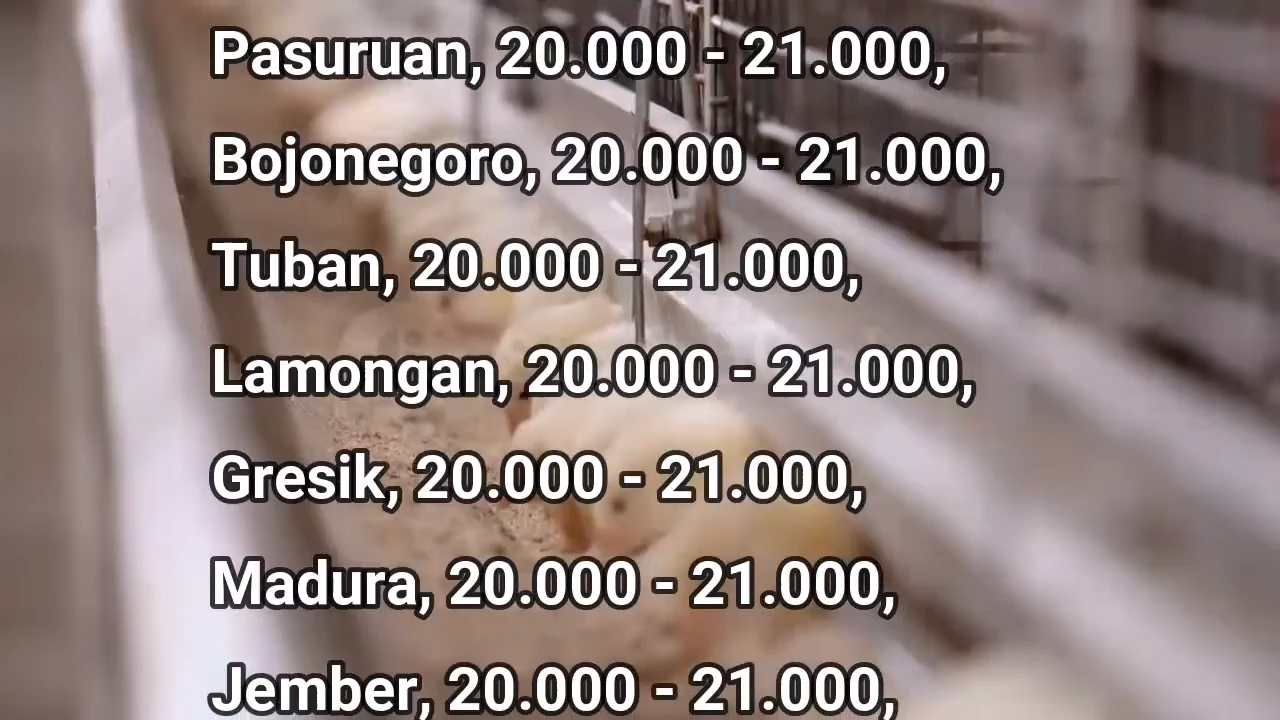 Pasuruan, 20.000 - 21.000,
Bojonegoro, 20.000 - 21.000,
Tuban, 20.000 - 21.000,
Lamongan, 20.000 - 21.000,
Gresik, 20.000 - 21.000,
Madura, 20.000 - 21.000,
Jember, 20.000 - 21.000,